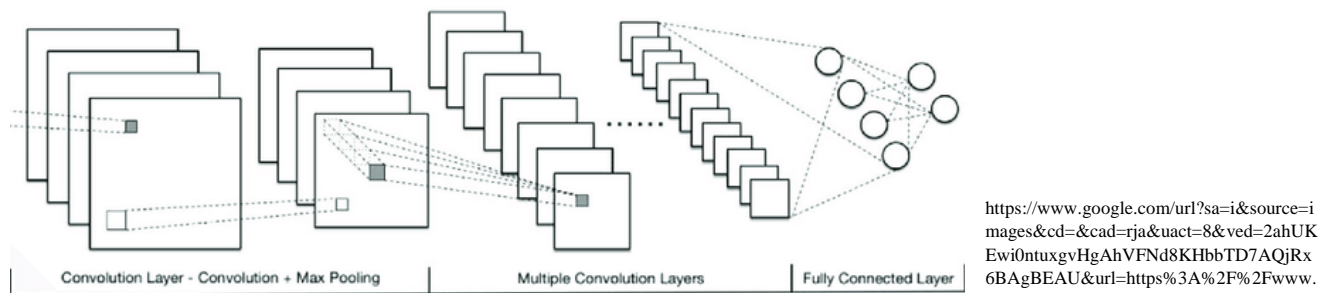 Convolution Layer - Convolution + Max Pooling
Multiple Convolution Layers
Fully Connected Layer
https://www.google.com/url?sa=i&source=i
mages&cd=&cad=rja&uact=8&ved=2ahUK
Ewi0ntuxgvHgAhVFNd8KHbbTD7AQjRx
6BAgBEAU&url=https%3A%2F%2Fwww.